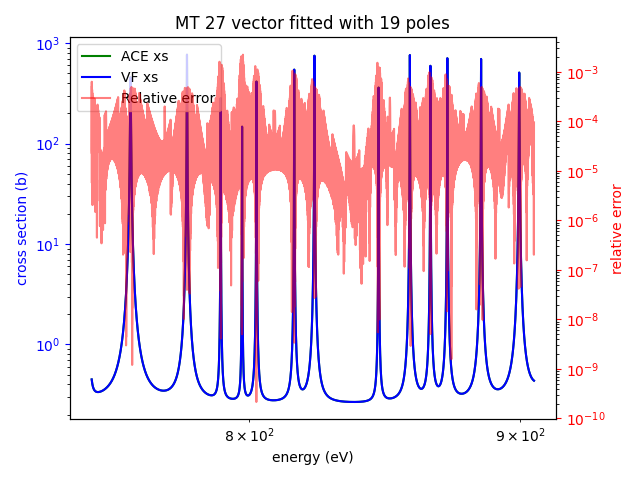 MT 27 vector fitted with 19 poles
ACE xs
VF xs
Relative error
cross section (b)
10³
10²
10¹
10⁰
10⁻³
10⁻⁴
10⁻⁵
10⁻⁶
10⁻⁷
10⁻⁸
10⁻⁹
10⁻¹⁰
relative error
8 × 10²
9 × 10²
energy (eV)